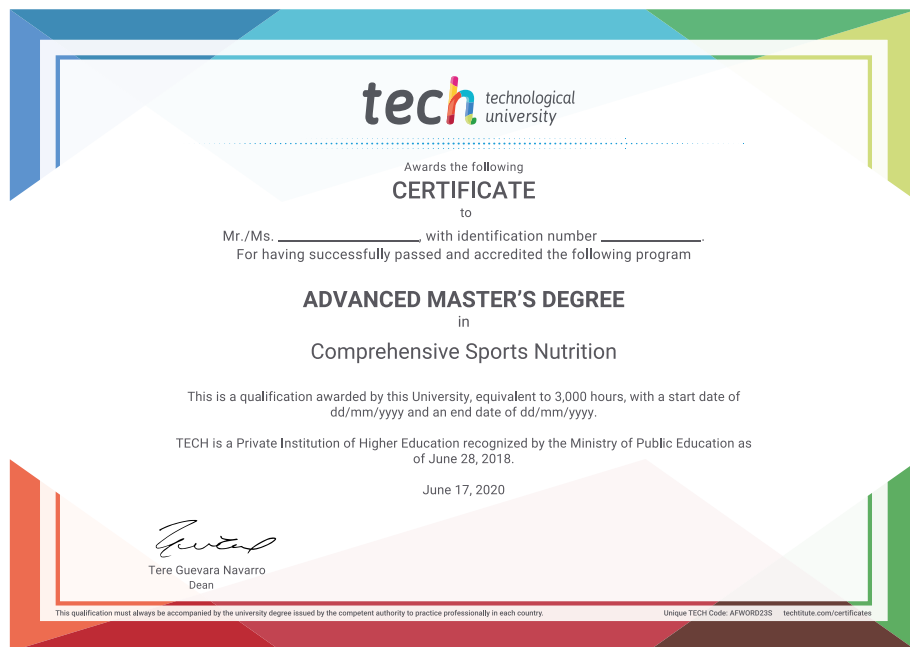 tech technological
university
Awards the following
CERTIFICATE
to
Mr./Ms. ____________________, with identification number ______________.
For having successfully passed and accredited the following program
ADVANCED MASTER'S DEGREE
in
Comprehensive Sports Nutrition
This is a qualification awarded by this University, equivalent to 3,000 hours, with a start date of
dd/mm/yyyy and an end date of dd/mm/yyyy.
TECH is a Private Institution of Higher Education recognized by the Ministry of Public Education as
of June 28, 2018.
June 17, 2020
Tere Guevara Navarro
Dean
This qualification must always be accompanied by the university degree issued by the competent authority to practice professionally in each country. Unique TECH Code: AFWORD23S techtitute.com/certificates